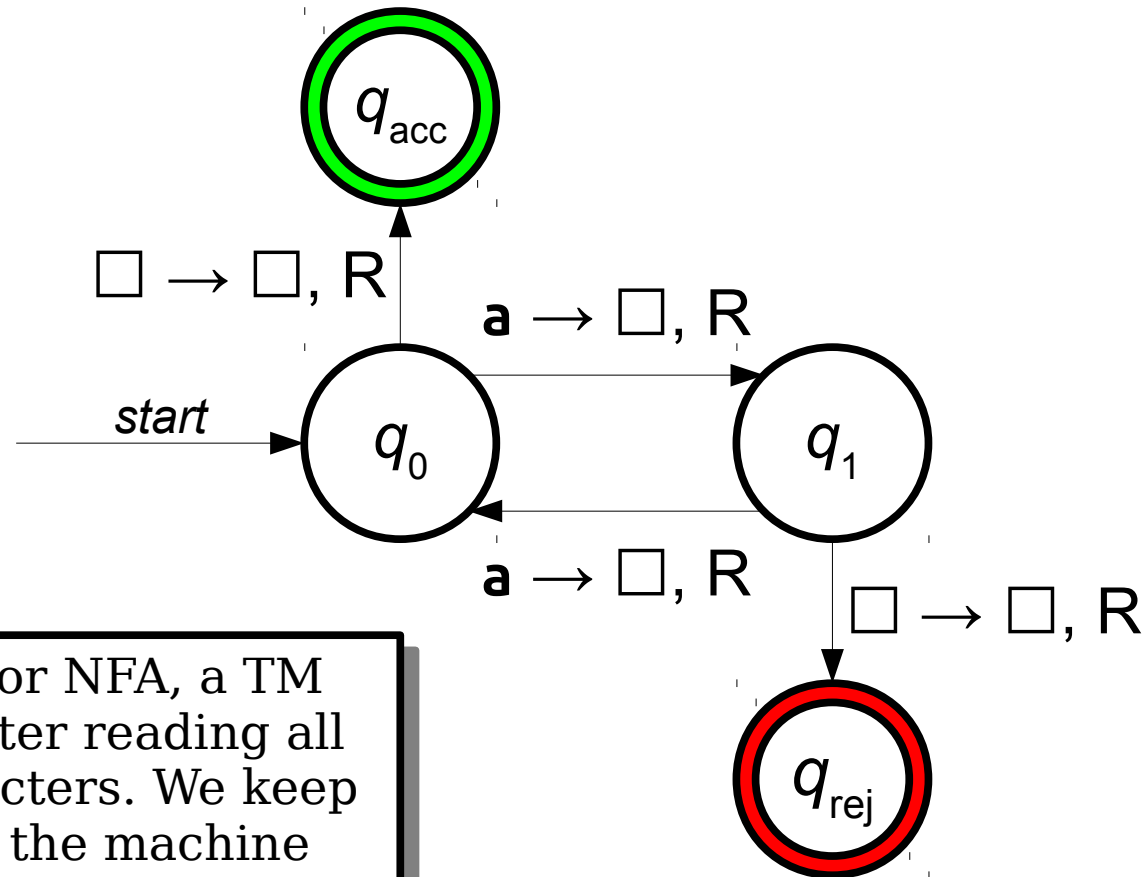 q_acc
□ → □, R
a → □, R
start
q_0
q_1
a → □, R
□ → □, R
or NFA, a TM
ter reading all
cters. We keep
the machine
q_rej